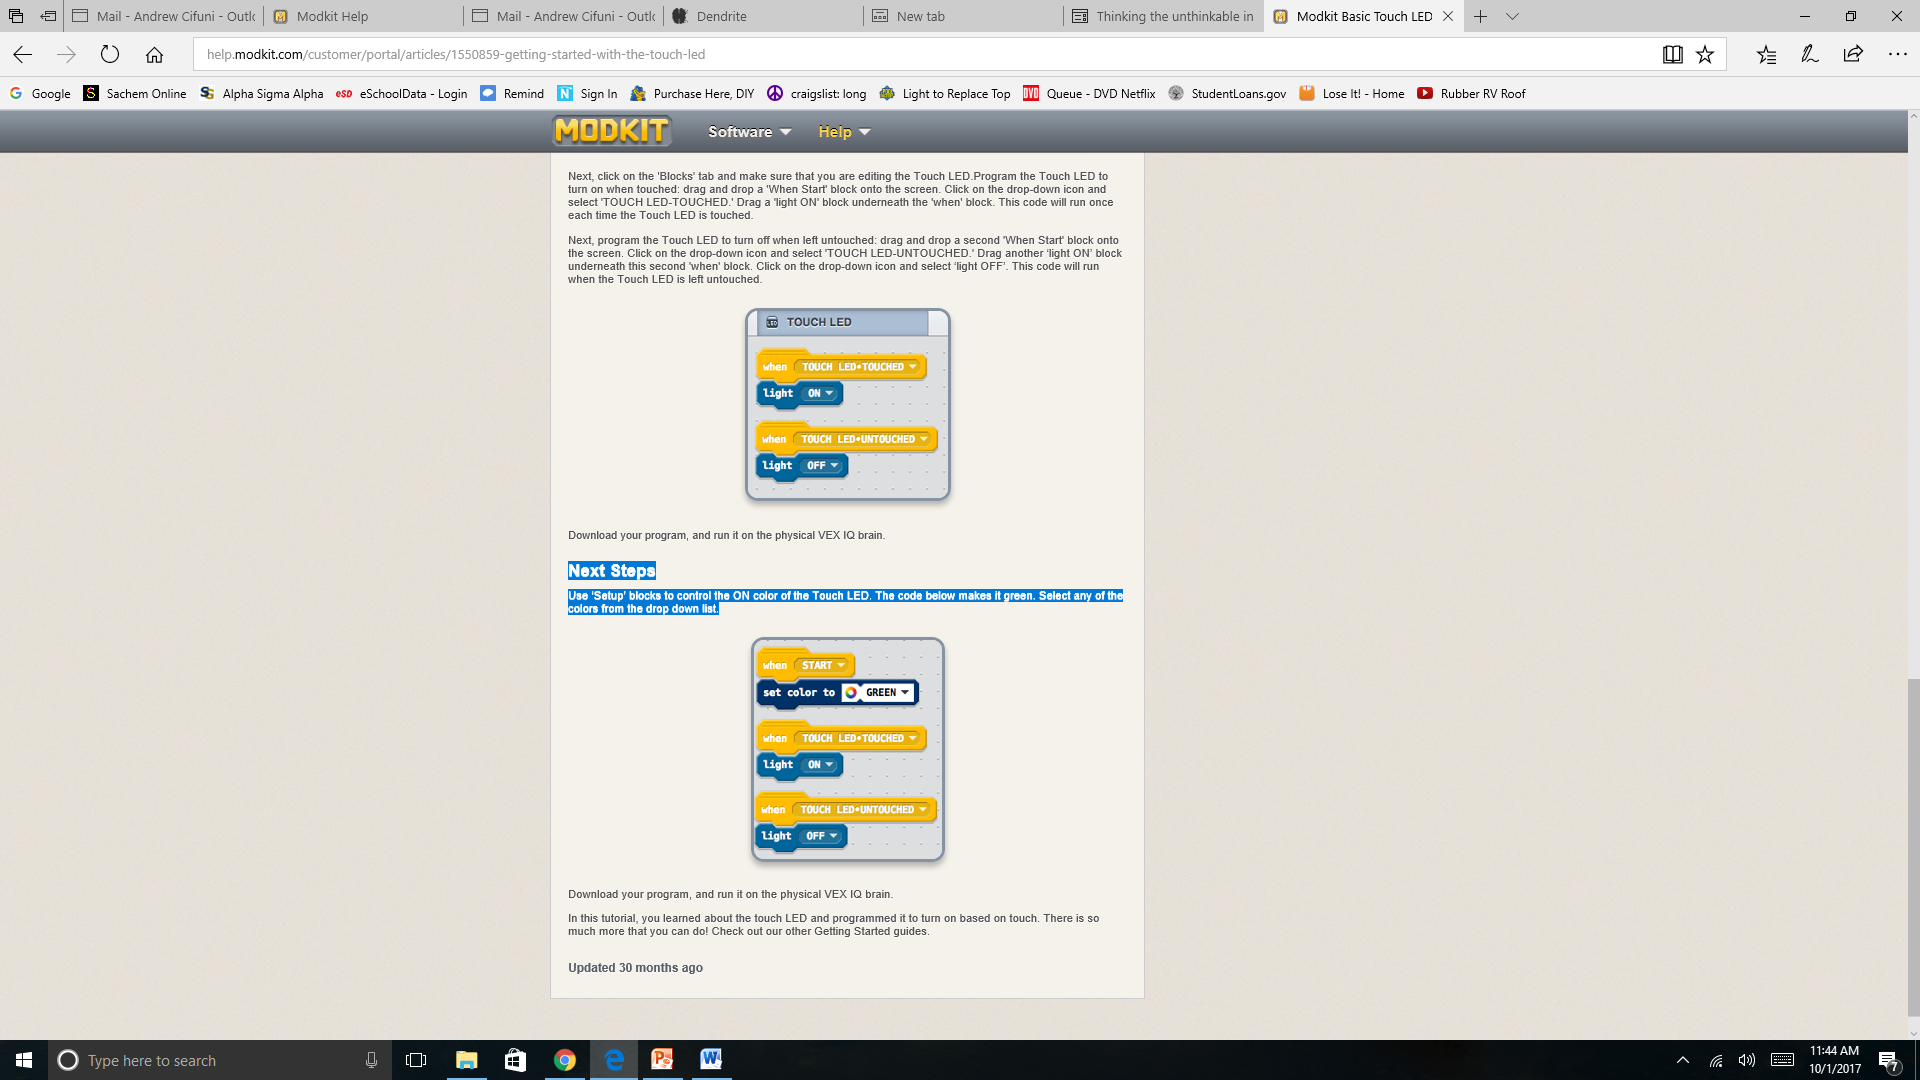 Mail - Andrew Cifuni - Outlo
Modkit Help
Mail - Andrew Cifuni - Outlo
Dendrite
New tab
Thinking the unthinkable in
Modkit Basic Touch LED
help.modkit.com/customer/portal/articles/1550859-getting-started-with-the-touch-led
Google
Sachem Online
Alpha Sigma Alpha
eSchoolData - Login
Remind
Sign In
Purchase Here, DIY
craigslist: long
Light to Replace Top
Queue - DVD Netflix
StudentLoans.gov
Lose It! - Home
Rubber RV Roof
MODKIT
Software
Help
Next, click on the 'Blocks' tab and make sure that you are editing the Touch LED.Program the Touch LED to
turn on when touched: drag and drop a 'When Start' block onto the screen. Click on the drop-down icon and
select 'TOUCH LED-TOUCHED.' Drag a 'light ON' block underneath the 'when' block. This code will run once
each time the Touch LED is touched.
Next, program the Touch LED to turn off when left untouched: drag and drop a second 'When Start' block onto
the screen. Click on the drop-down icon and select 'TOUCH LED-UNTOUCHED.' Drag another ‘light ON’ block
underneath this second 'when' block. Click on the drop-down icon and select ‘light OFF’. This code will run
when the Touch LED is left untouched.
TOUCH LED
when TOUCH LED•TOUCHED
light ON
when TOUCH LED•UNTOUCHED
light OFF
Download your program, and run it on the physical VEX IQ brain.
Next Steps
Use 'Setup' blocks to control the ON color of the Touch LED. The code below makes it green. Select any of the
colors from the drop down list.
when START
set color to GREEN
when TOUCH LED•TOUCHED
light ON
when TOUCH LED•UNTOUCHED
light OFF
Download your program, and run it on the physical VEX IQ brain.
In this tutorial, you learned about the touch LED and programmed it to turn on based on touch. There is so
much more that you can do! Check out our other Getting Started guides.
Updated 30 months ago
Type here to search
11:44 AM
10/1/2017
7